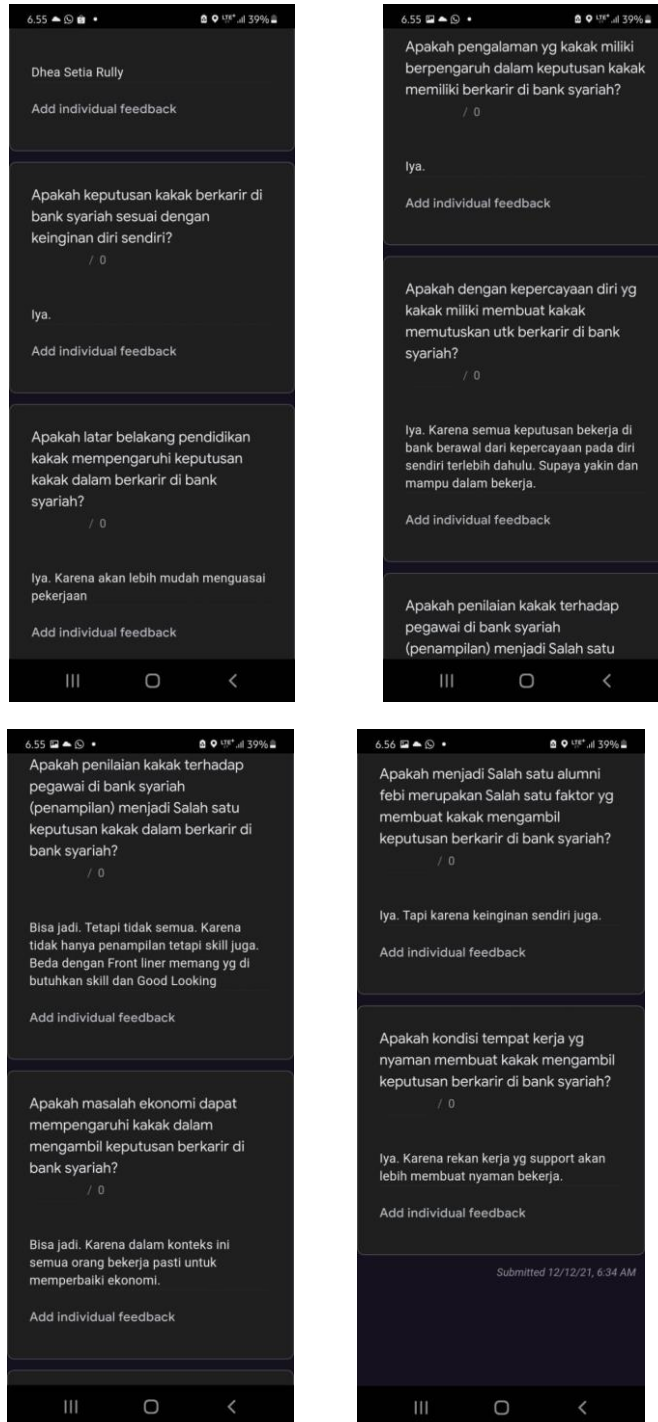 6.55
39%
Dhea Setia Rully
Add individual feedback
Apakah keputusan kakak berkarir di
bank syariah sesuai dengan
keinginan diri sendiri?
/ 0
Iya.
Add individual feedback
Apakah latar belakang pendidikan
kakak mempengaruhi keputusan
kakak dalam berkarir di bank
syariah?
/ 0
Iya. Karena akan lebih mudah menguasai
pekerjaan
Add individual feedback
6.55
39%
Apakah pengalaman yg kakak miliki
berpengaruh dalam keputusan kakak
memiliki berkarir di bank syariah?
/ 0
Iya.
Add individual feedback
Apakah dengan kepercayaan diri yg
kakak miliki membuat kakak
memutuskan utk berkarir di bank
syariah?
/ 0
Iya. Karena semua keputusan bekerja di
bank berawal dari kepercayaan pada diri
sendiri terlebih dahulu. Supaya yakin dan
mampu dalam bekerja.
Add individual feedback
Apakah penilaian kakak terhadap
pegawai di bank syariah
(penampilan) menjadi Salah satu
6.55
39%
Apakah penilaian kakak terhadap
pegawai di bank syariah
(penampilan) menjadi Salah satu
keputusan kakak dalam berkarir di
bank syariah?
/ 0
Bisa jadi. Tetapi tidak semua. Karena
tidak hanya penampilan tetapi skill juga.
Beda dengan Front liner memang yg di
butuhkan skill dan Good Looking
Add individual feedback
Apakah masalah ekonomi dapat
mempengaruhi kakak dalam
mengambil keputusan berkarir di
bank syariah?
/ 0
Bisa jadi. Karena dalam konteks ini
semua orang bekerja pasti untuk
memperbaiki ekonomi.
Add individual feedback
6.56
39%
Apakah menjadi Salah satu alumni
febi merupakan Salah satu faktor yg
membuat kakak mengambil
keputusan berkarir di bank syariah?
/ 0
Iya. Tapi karena keinginan sendiri juga.
Add individual feedback
Apakah kondisi tempat kerja yg
nyaman membuat kakak mengambil
keputusan berkarir di bank syariah?
/ 0
Iya. Karena rekan kerja yg support akan
lebih membuat nyaman bekerja.
Add individual feedback
Submitted 12/12/21, 6:34 AM